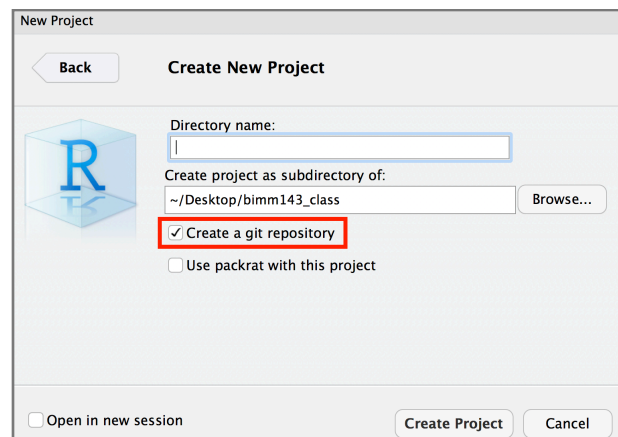 New Project
Back
Create New Project
R
Directory name:
Create project as subdirectory of:
~/Desktop/bimm143_class
Browse...
Create a git repository
Use packrat with this project
Open in new session
Create Project
Cancel